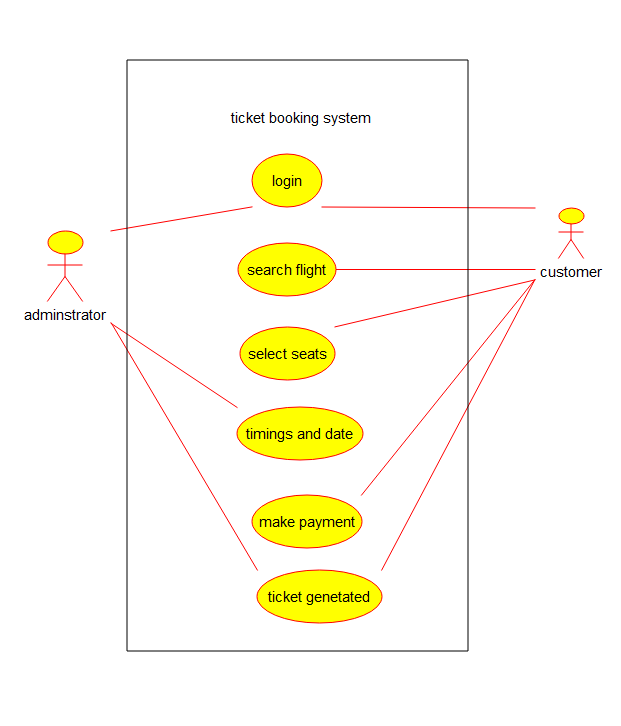 ticket booking system
login
search flight
customer
adminstrator
select seats
timings and date
make payment
ticket genetated